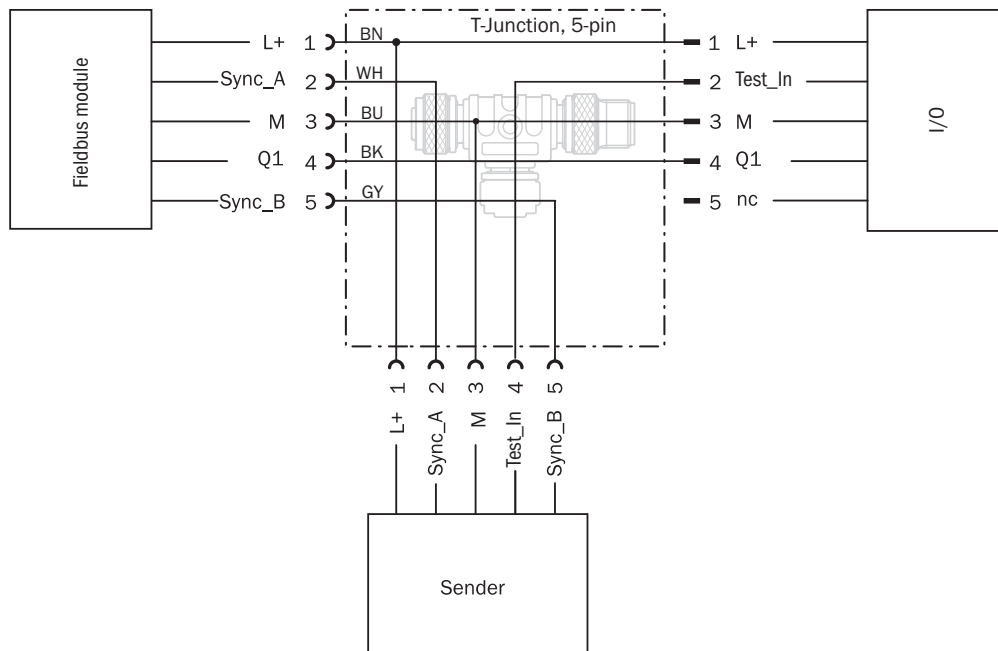 T-Junction, 5-pin
L+ 1 BN 1 L+
Sync_A 2 WH 2 Test_In
M 3 BU 3 M
Q1 4 BK 4 Q1
Sync_B 5 GY 5 nc
Fieldbus module
I/O
1 2 3 4 5
L+ Sync_A M Test_In Sync_B
Sender